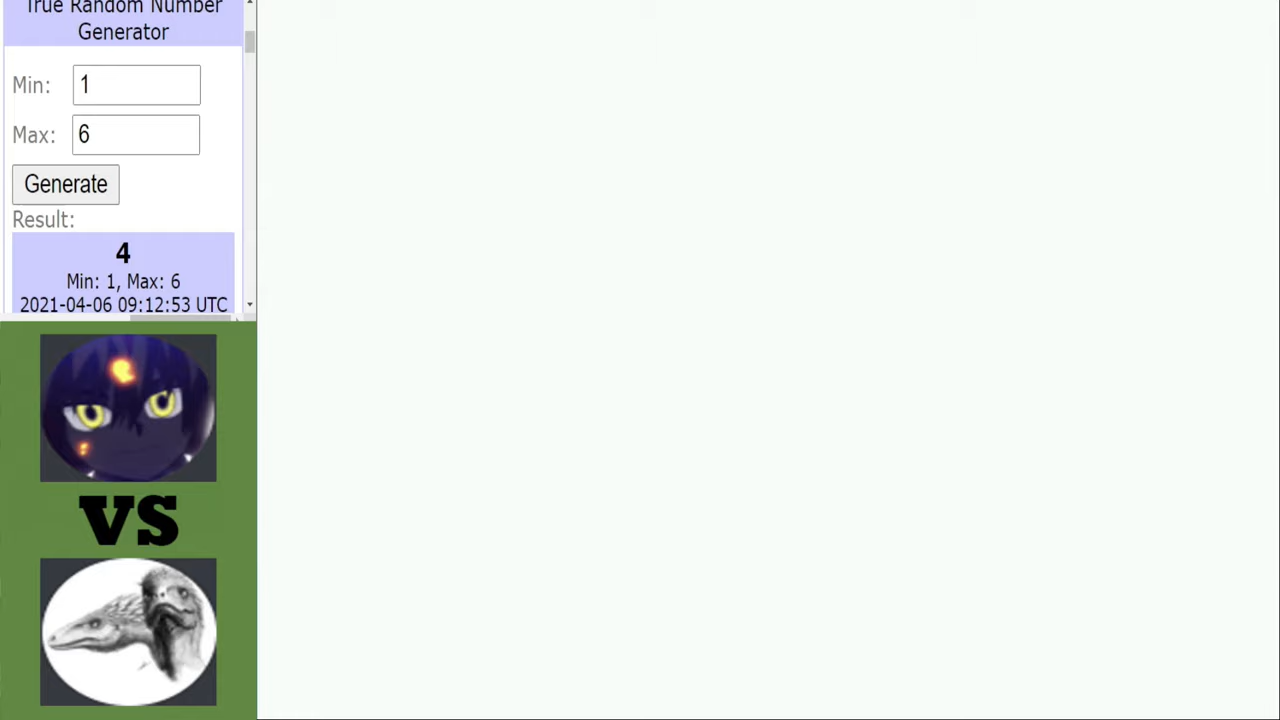 True Random Number
Generator
Min: 1
Max: 6
Generate
Result:
4
Min: 1, Max: 6
2021-04-06 09:12:53 UTC
VS